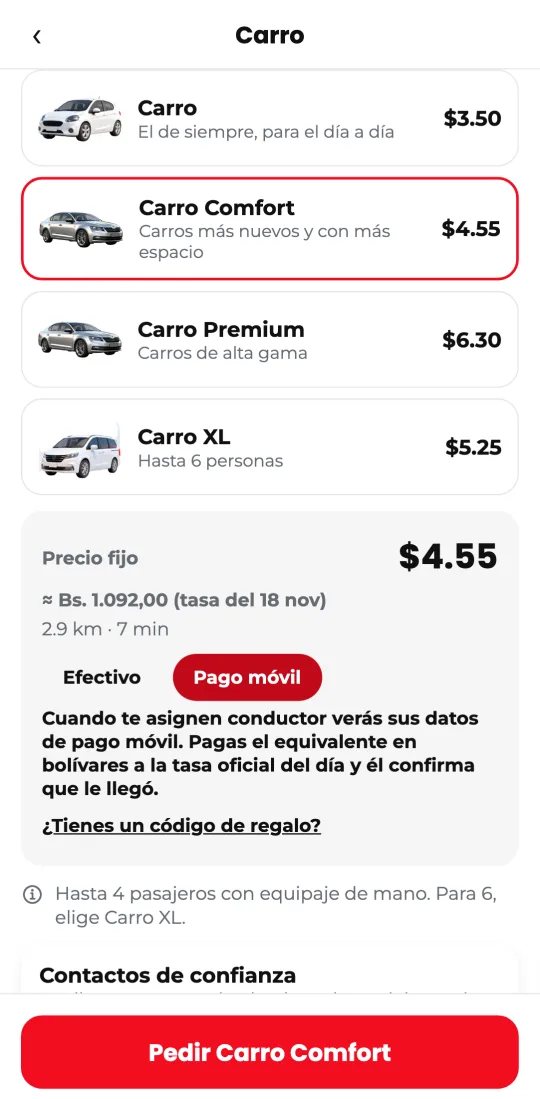 Carro
Carro
El de siempre, para el día a día
$3.50
Carro Comfort
Carros más nuevos y con más
espacio
$4.55
Carro Premium
Carros de alta gama
$6.30
Carro XL
Hasta 6 personas
$5.25
Precio fijo
$4.55
≈ Bs. 1.092,00 (tasa del 18 nov)
2.9 km · 7 min
Efectivo
Pago móvil
Cuando te asignen conductor verás sus datos
de pago móvil. Pagas el equivalente en
bolívares a la tasa oficial del día y él confirma
que le llegó.
¿Tienes un código de regalo?
Hasta 4 pasajeros con equipaje de mano. Para 6,
elige Carro XL.
Contactos de confianza
Pedir Carro Comfort